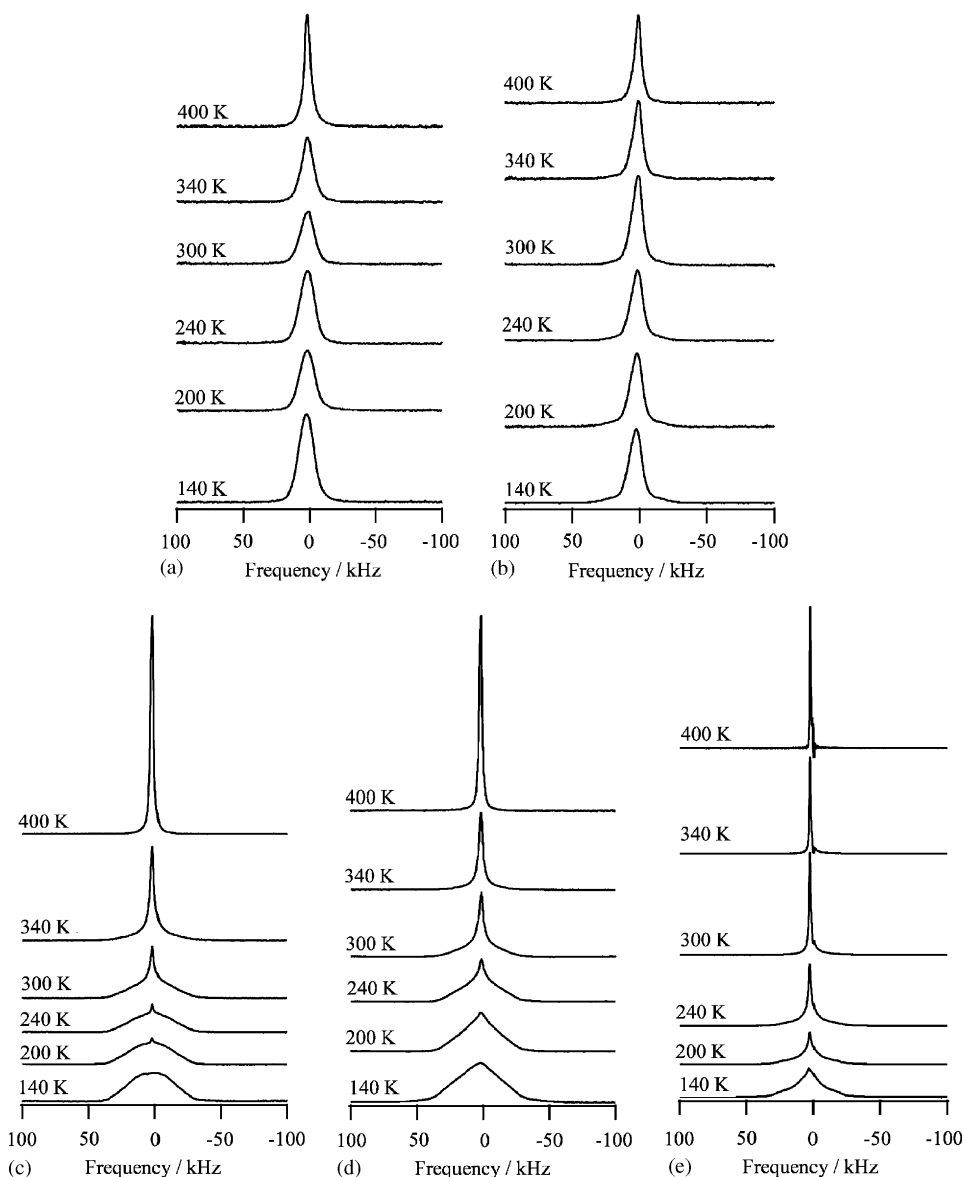 400 K
340 K
300 K
240 K
200 K
140 K
100 50 0 -50 -100
(a) Frequency / kHz
400 K
340 K
300 K
240 K
200 K
140 K
100 50 0 -50 -100
(b) Frequency / kHz
400 K
340 K
300 K
240 K
200 K
140 K
100 50 0 -50 -100
(c) Frequency / kHz
400 K
340 K
300 K
240 K
200 K
140 K
100 50 0 -50 -100
(d) Frequency / kHz
400 K
340 K
300 K
240 K
200 K
140 K
100 50 0 -50 -100
(e) Frequency / kHz